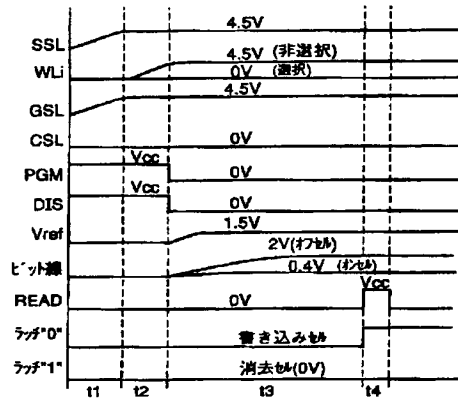 4.5V
SSL
4.5V (非選択)
WLi
0V (選択)
4.5V
GSL
CSL
0V
Vcc
PGM
0V
Vcc
DIS
0V
1.5V
Vref
2V(オフセル)
ビット線
0.4V (オンセル)
Vcc
READ
0V
ラッチ"0"
書き込みセル
ラッチ"1"
消去セル(0V)
t1 t2 t3 t4